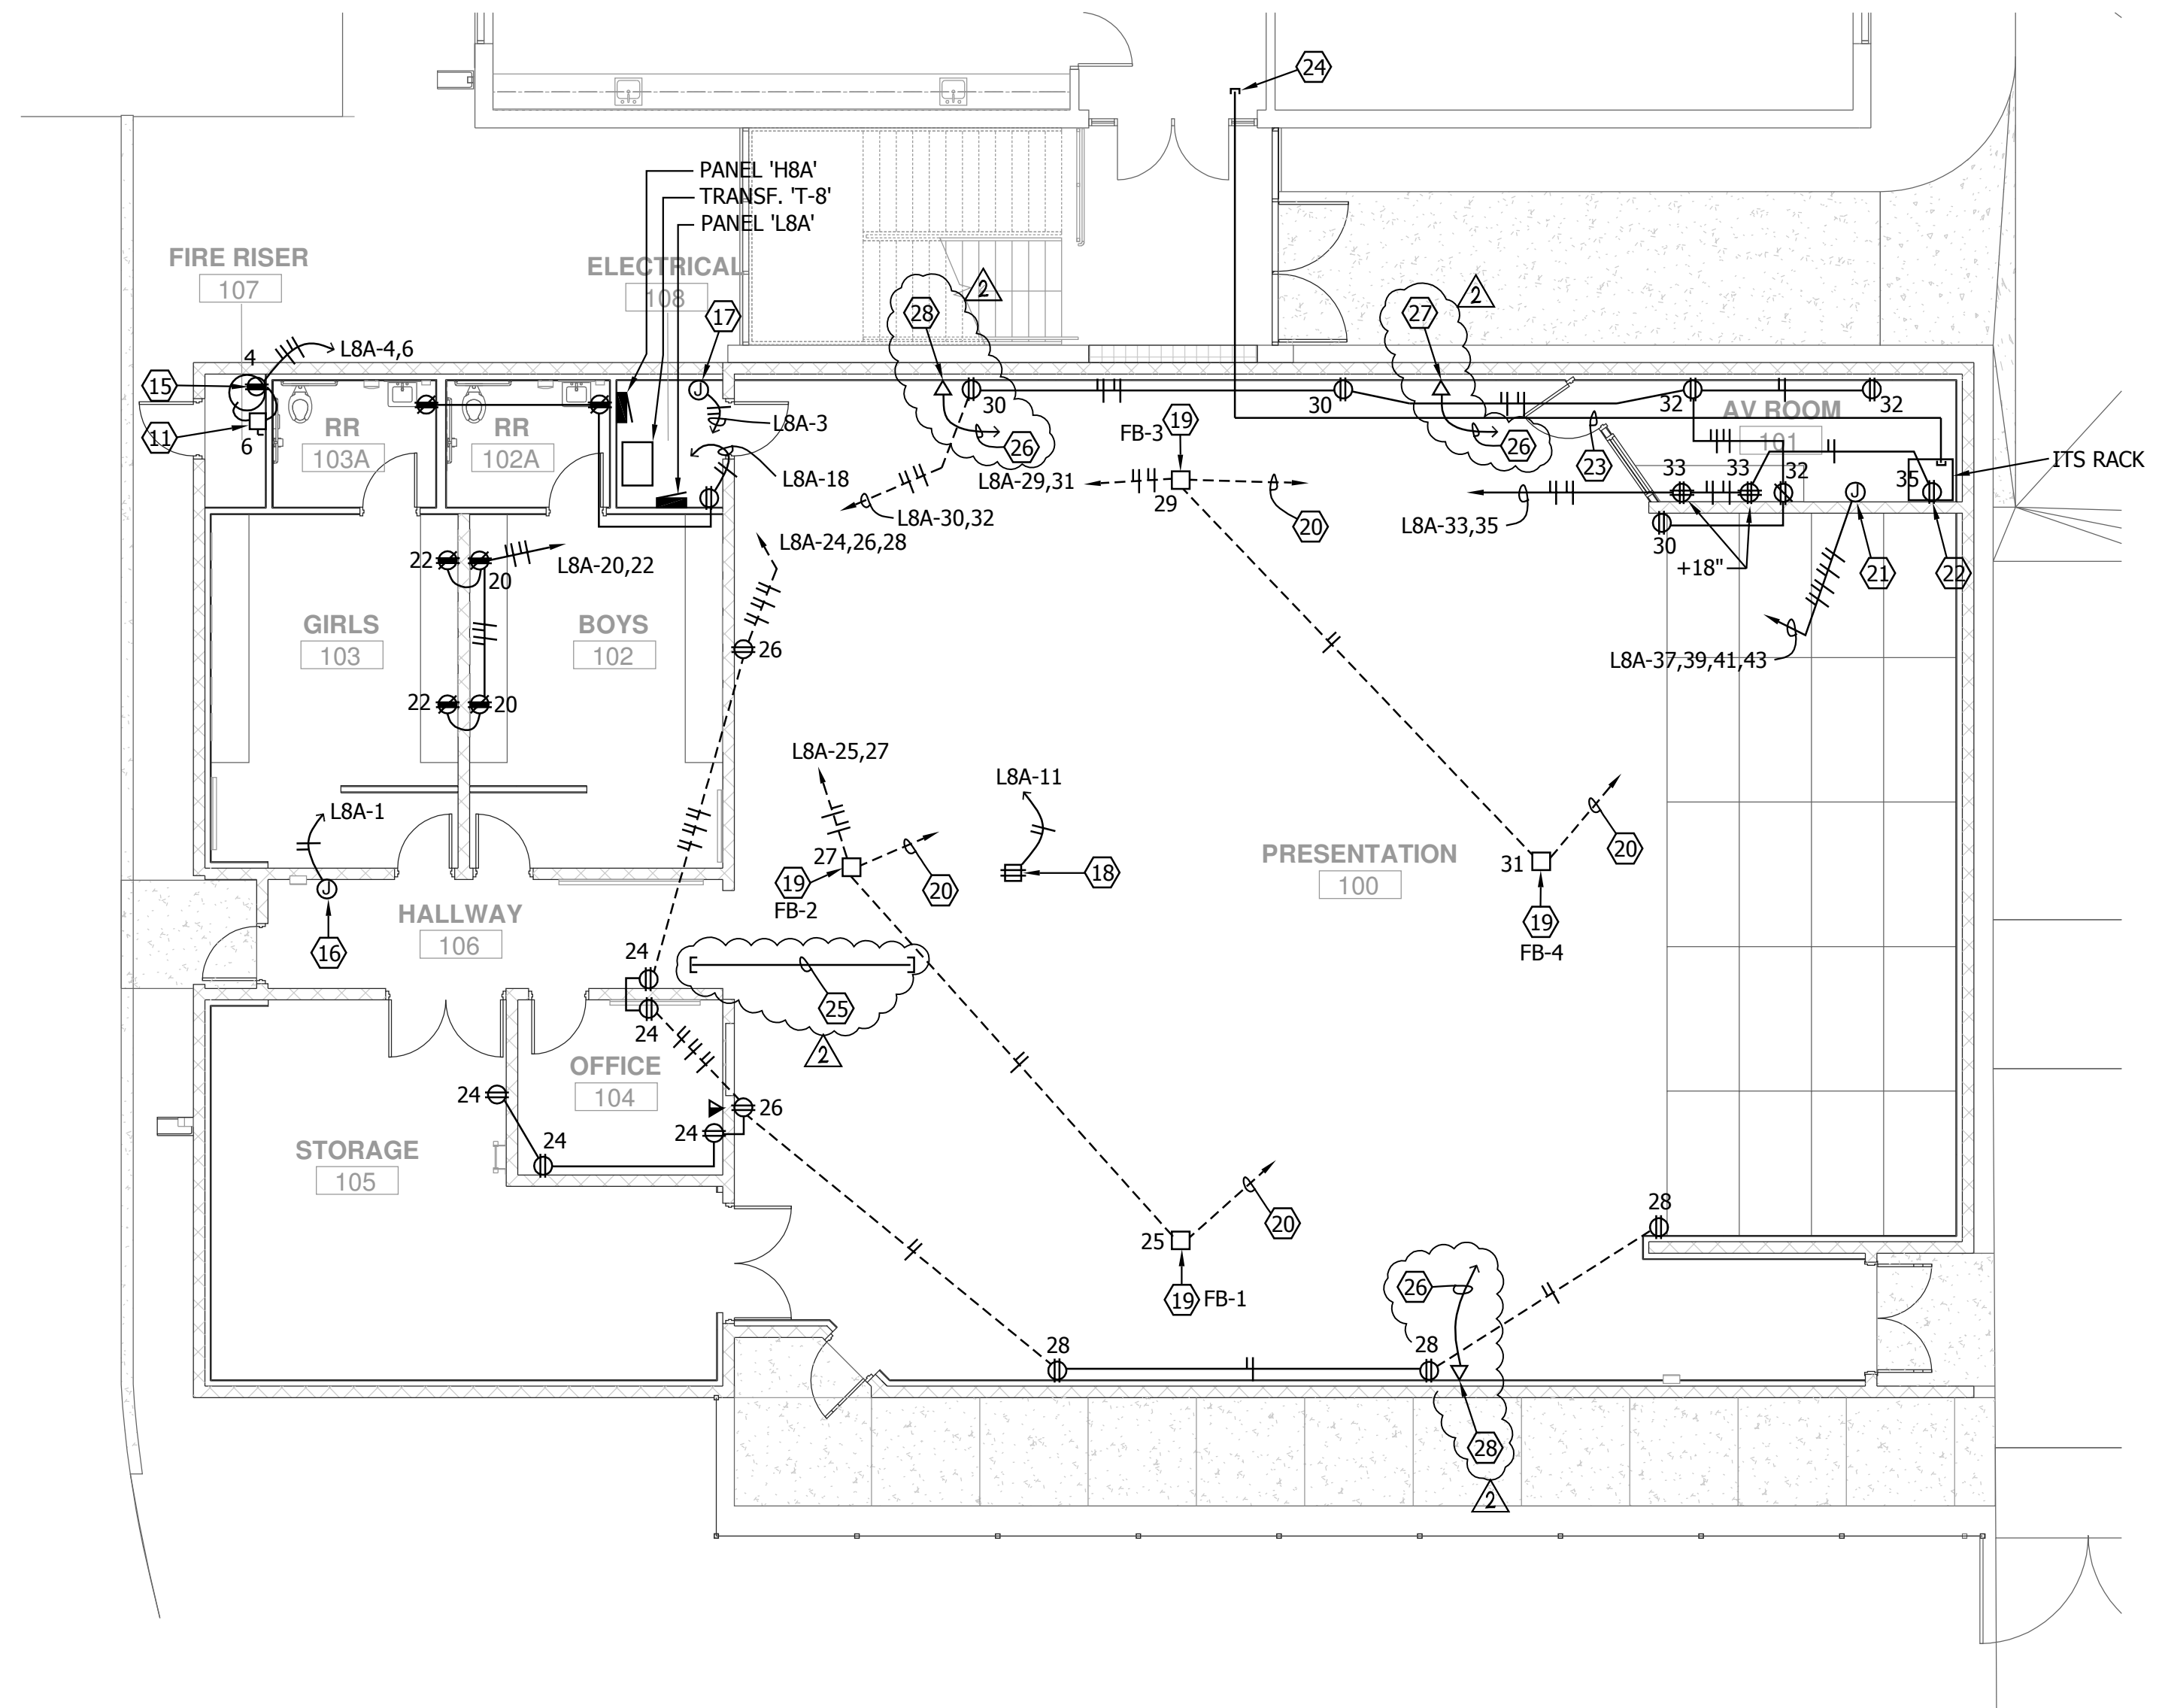 24
PANEL 'H8A'
TRANSF. 'T-8'
PANEL 'L8A'
FIRE RISER
107
ELECTRICAL
108
17
28
2
27
2
4
L8A-4,6
15
11
6
RR
103A
RR
102A
L8A-3
L8A-18
30
26
L8A-30,32
30
FB-3
19
L8A-29,31
29
20
26
23
32
AV ROOM
101
32
33
33
32
35
ITS RACK
L8A-33,35
30
+18"
21
22
L8A-37,39,41,43
L8A-24,26,28
22
20
L8A-20,22
GIRLS
103
BOYS
102
26
22
20
L8A-25,27
L8A-11
L8A-1
27
19
FB-2
20
18
PRESENTATION
100
31
20
19
FB-4
HALLWAY
106
16
24
24
25
2
OFFICE
104
24
26
24
24
STORAGE
105
25
20
19
FB-1
28
26
28
28
28
2
J
J
J